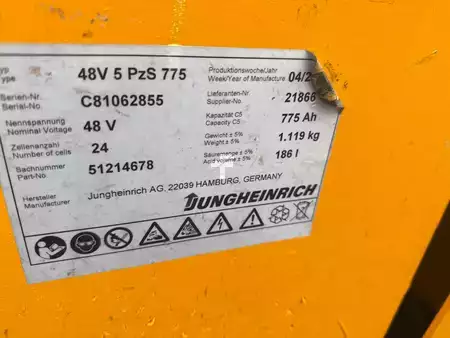 Typ
Type
48V 5 PzS 775
Produktionswoche/Jahr
Week/Year of Manufacture
04/2
Serien-Nr.
Serial-No.
C81062855
Lieferanten-Nr.
Supplier-No.
21866
Nennspannung
Nominal Voltage
48 V
Kapazität C5
Capacity C5
775 Ah
Zellenanzahl
Number of cells
24
Gewicht ± 5%
Weight ± 5%
1.119 kg
Sachnummer
Part-No.
51214678
Säuremenge ± 5%
Acid volume ± 5%
186 l
Hersteller
Manufacturer
Jungheinrich AG, 22039 HAMBURG, GERMANY
JUNGHEINRICH